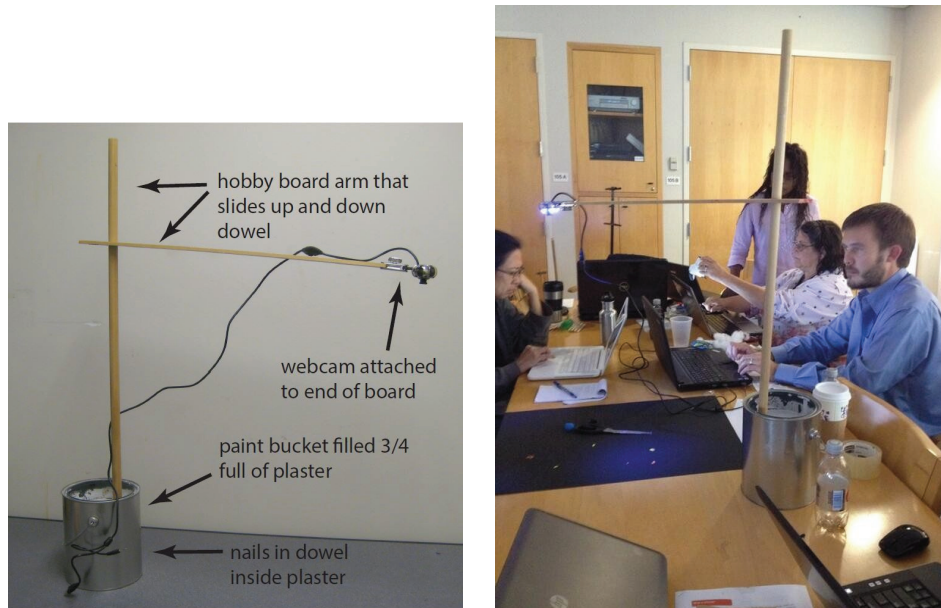 hobby board arm that
slides up and down
dowel
webcam attached
to end of board
paint bucket filled 3/4
full of plaster
nails in dowel
inside plaster